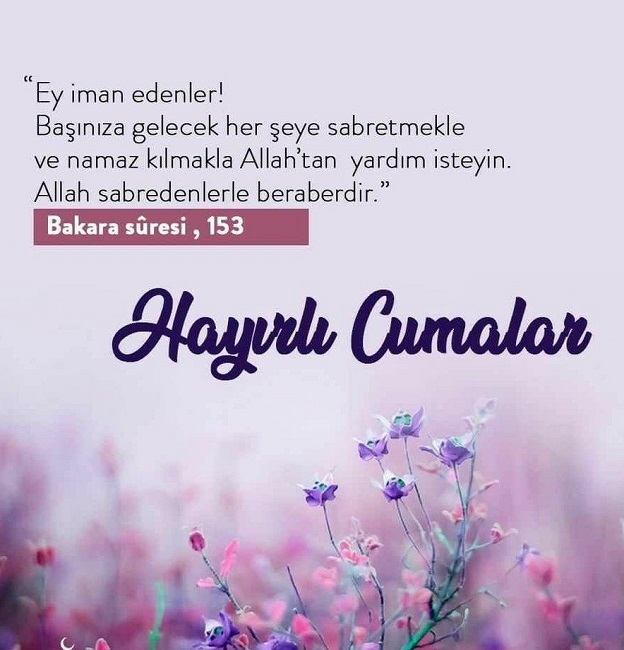 “Ey iman edenler!
Başınıza gelecek her şeye sabretmekle
ve namaz kılmakla Allah’tan yardım isteyin.
Allah sabredenlerle beraberdir.”
Bakara sûresi , 153
Hayırlı Cumalar